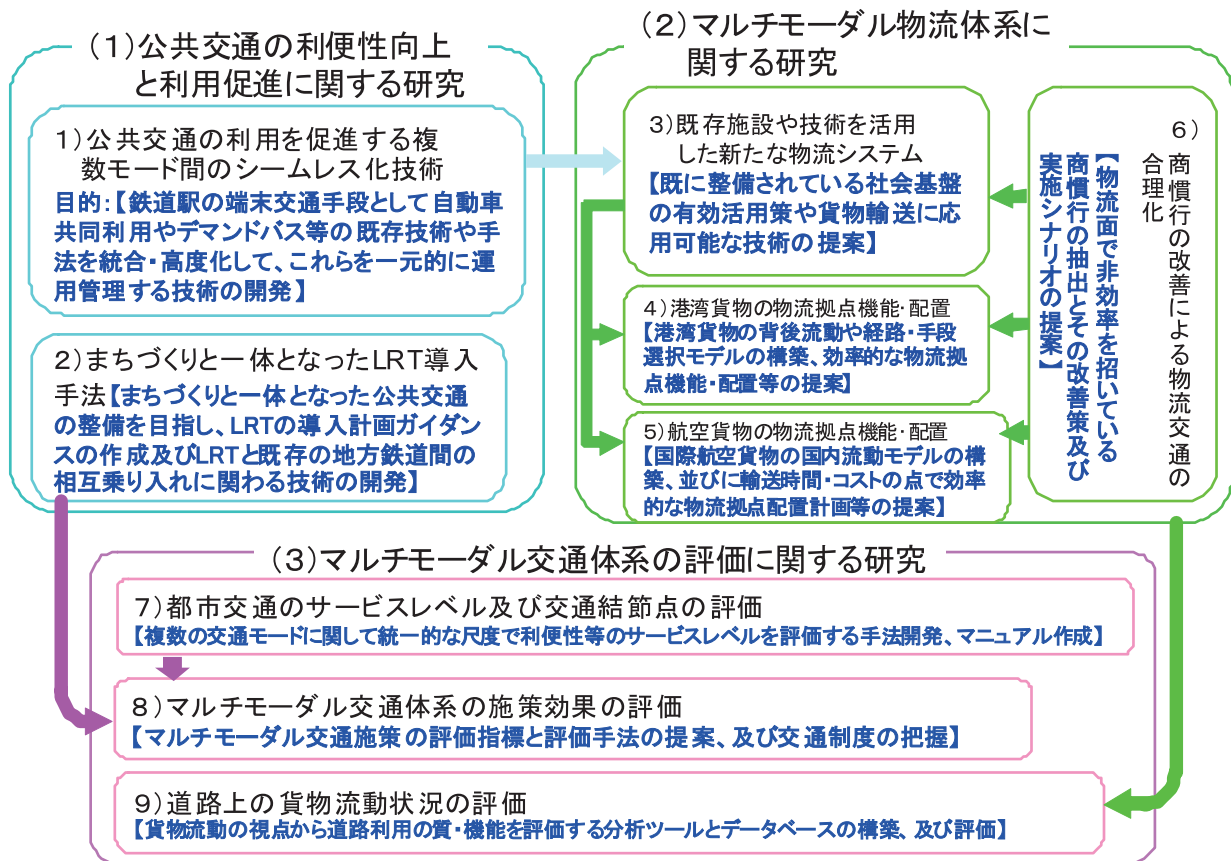 (1)公共交通の利便性向上
と利用促進に関する研究
1)公共交通の利用を促進する複
数モード間のシームレス化技術
目的:【鉄道駅の端末交通手段として自動車
共同利用やデマンドバス等の既存技術や手
法を統合・高度化して、これらを一元的に運
用管理する技術の開発】
2)まちづくりと一体となったLRT導入
手法【まちづくりと一体となった公共交通
の整備を目指し、LRTの導入計画ガイダン
スの作成及びLRTと既存の地方鉄道間の
相互乗り入れに関わる技術の開発】
(2)マルチモーダル物流体系に
関する研究
3)既存施設や技術を活用
した新たな物流システム
【既に整備されている社会基盤
の有効活用策や貨物輸送に応
用可能な技術の提案】
4)港湾貨物の物流拠点機能・配置
【港湾貨物の背後流動や経路・手段
選択モデルの構築、効率的な物流拠
点機能・配置等の提案】
5)航空貨物の物流拠点機能・配置
【国際航空貨物の国内流動モデルの構
築、並びに輸送時間・コストの点で効率
的な物流拠点配置計画等の提案】
6)
商慣行の改善による物流交通の
合理化
【物流面で非効率を招いている
商慣行の抽出とその改善策及び
実施シナリオの提案】
(3)マルチモーダル交通体系の評価に関する研究
7)都市交通のサービスレベル及び交通結節点の評価
【複数の交通モードに関して統一的な尺度で利便性等のサービスレベルを評価する手法開発、マニュアル作成】
8)マルチモーダル交通体系の施策効果の評価
【マルチモーダル交通施策の評価指標と評価手法の提案、及び交通制度の把握】
9)道路上の貨物流動状況の評価
【貨物流動の視点から道路利用の質・機能を評価する分析ツールとデータベースの構築、及び評価】